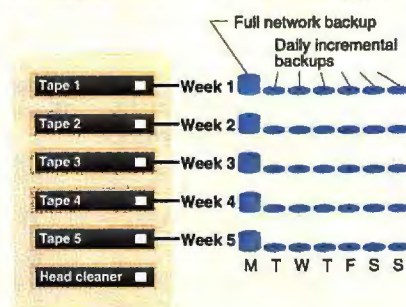 Full network backup
Daily incremental
backups
Tape 1 Week 1
Tape 2 Week 2
Tape 3 Week 3
Tape 4 Week 4
Tape 5 Week 5
M T W T F S S
Head cleaner